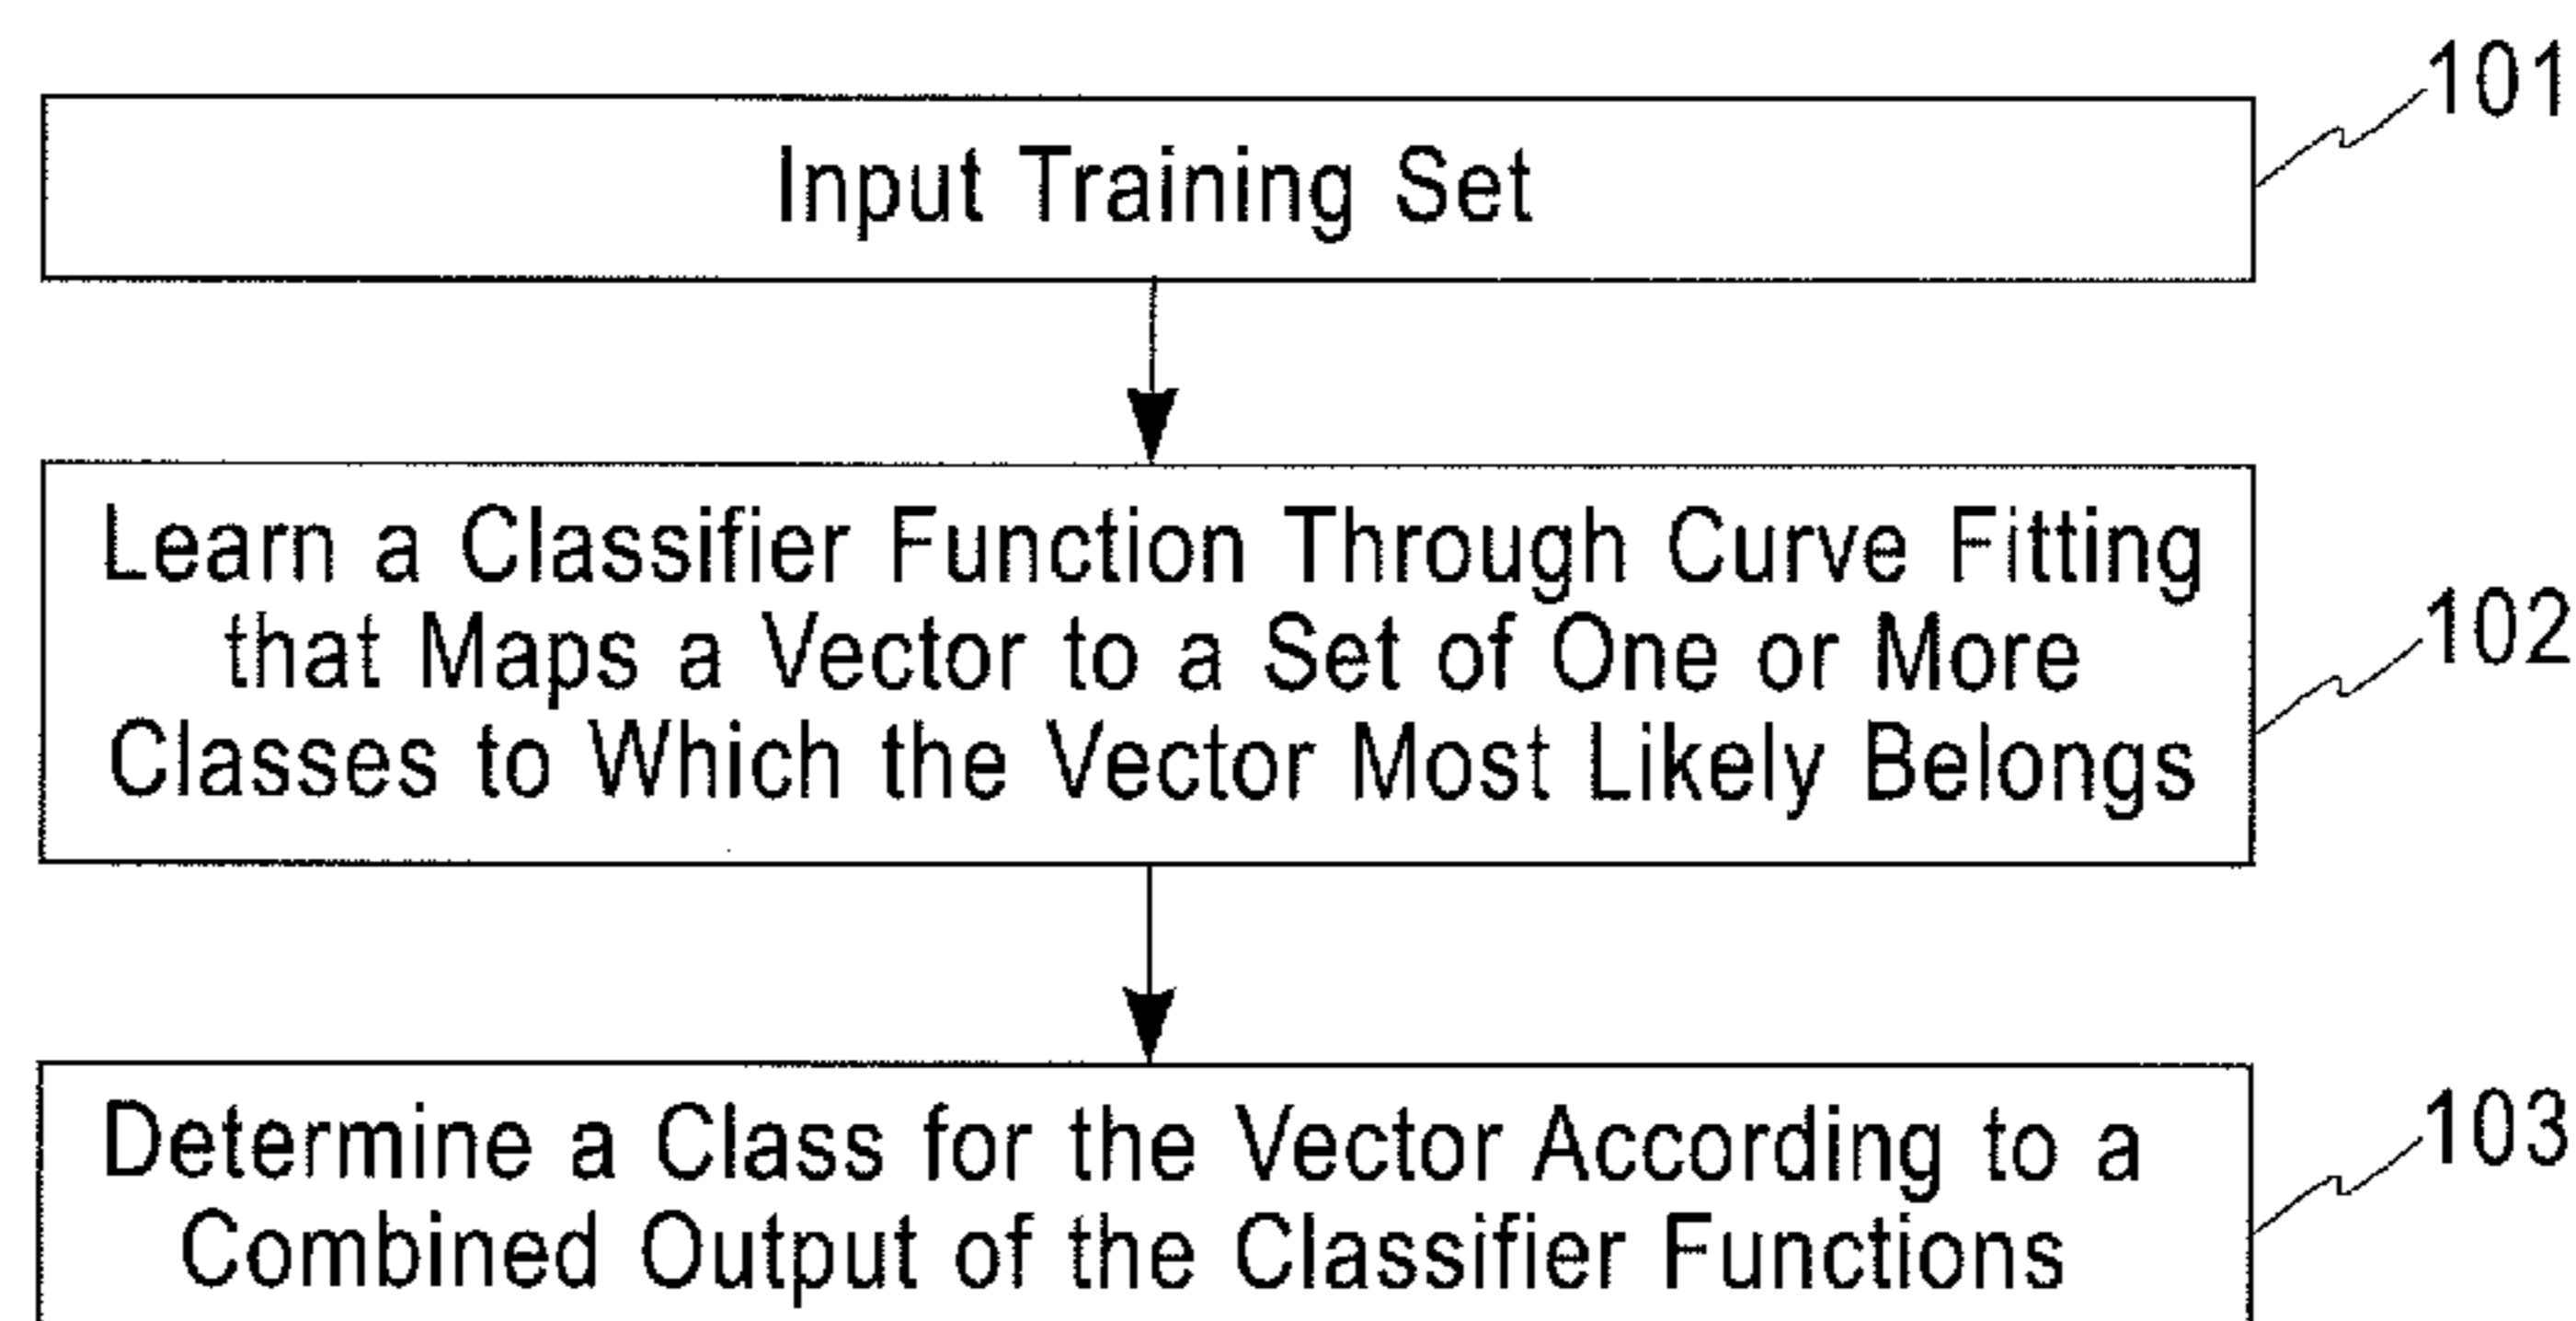 101
Input Training Set
Learn a Classifier Function Through Curve Fitting
that Maps a Vector to a Set of One or More
102
Classes to Which the Vector Most Likely Belongs
Determine a Class for the Vector According to a
103
Combined Output of the Classifier Functions